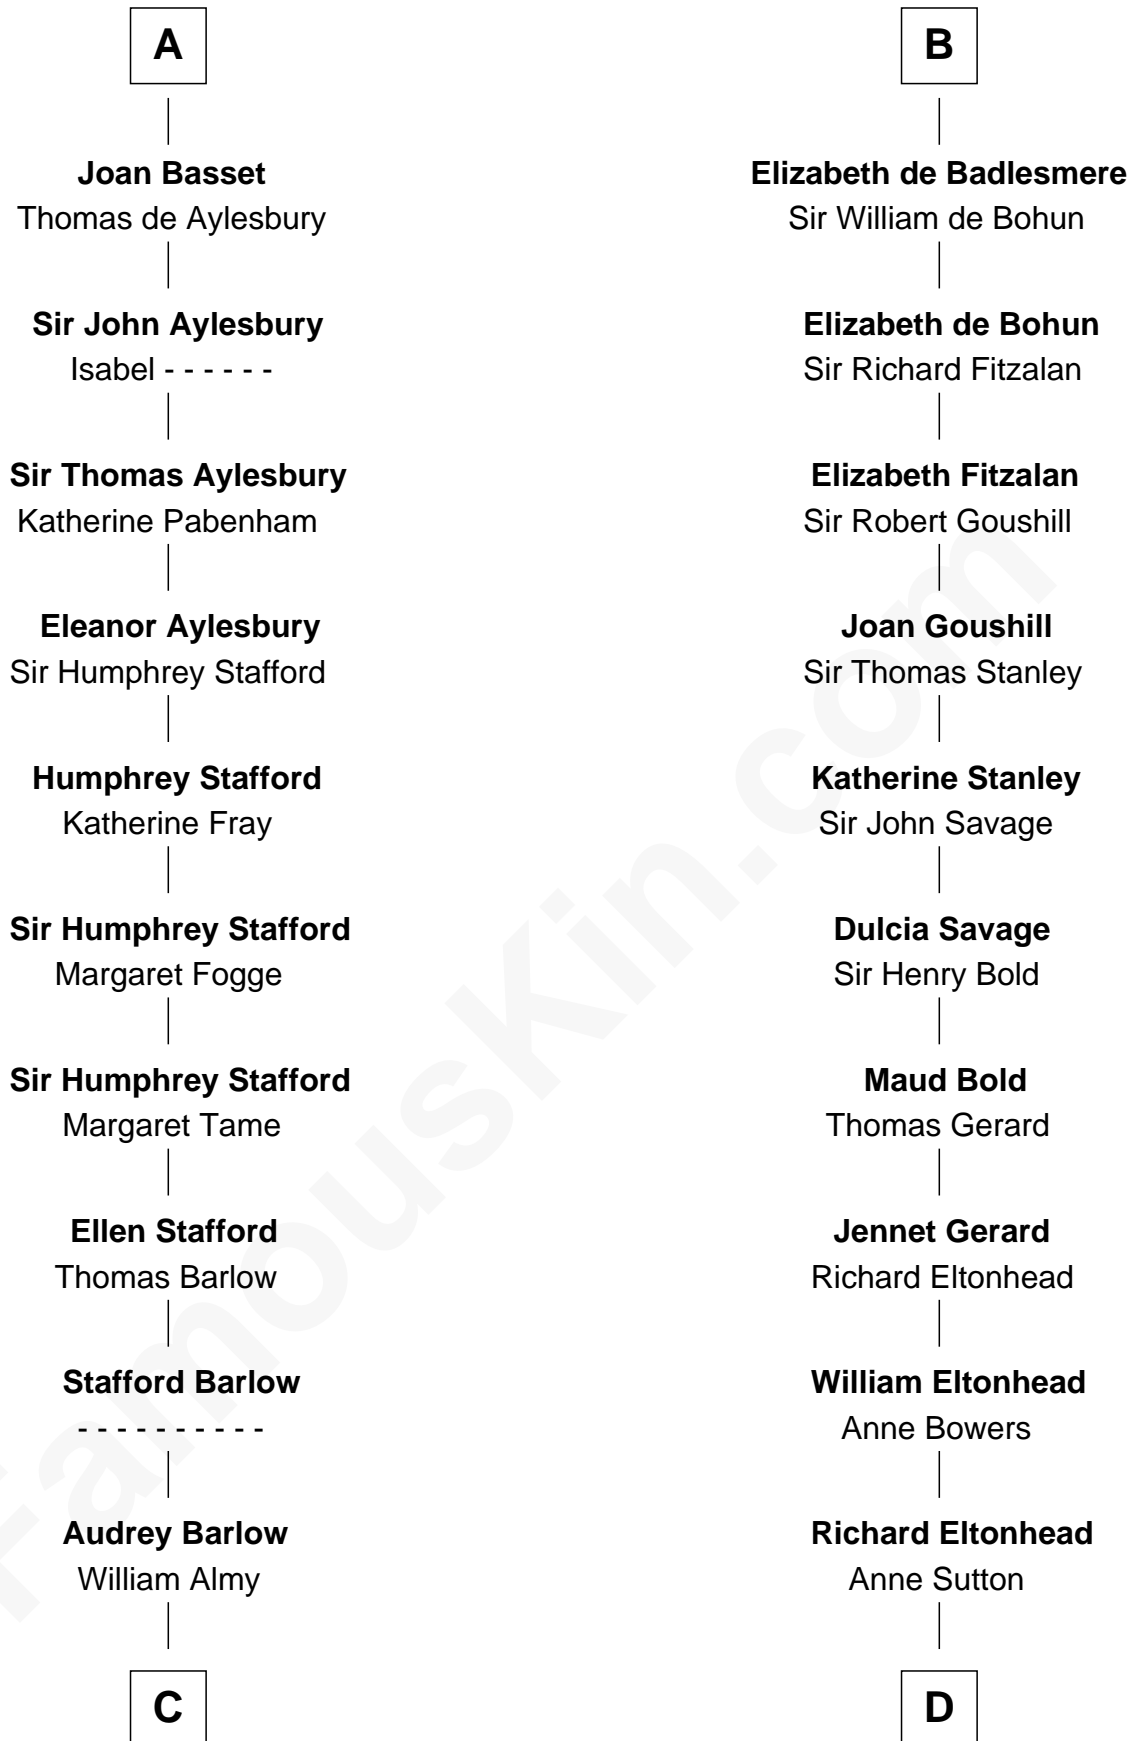 A
Joan Basset
Thomas de Aylesbury
Sir John Aylesbury
Isabel - - - - - -
Sir Thomas Aylesbury
Katherine Pabenham
Eleanor Aylesbury
Sir Humphrey Stafford
Humphrey Stafford
Katherine Fray
Sir Humphrey Stafford
Margaret Fogge
Sir Humphrey Stafford
Margaret Tame
Ellen Stafford
Thomas Barlow
Stafford Barlow
- - - - - - - - - -
Audrey Barlow
William Almy
C
B
Elizabeth de Badlesmere
Sir William de Bohun
Elizabeth de Bohun
Sir Richard Fitzalan
Elizabeth Fitzalan
Sir Robert Goushill
Joan Goushill
Sir Thomas Stanley
Katherine Stanley
Sir John Savage
Dulcia Savage
Sir Henry Bold
Maud Bold
Thomas Gerard
Jennet Gerard
Richard Eltonhead
William Eltonhead
Anne Bowers
Richard Eltonhead
Anne Sutton
D
FamousKin.com